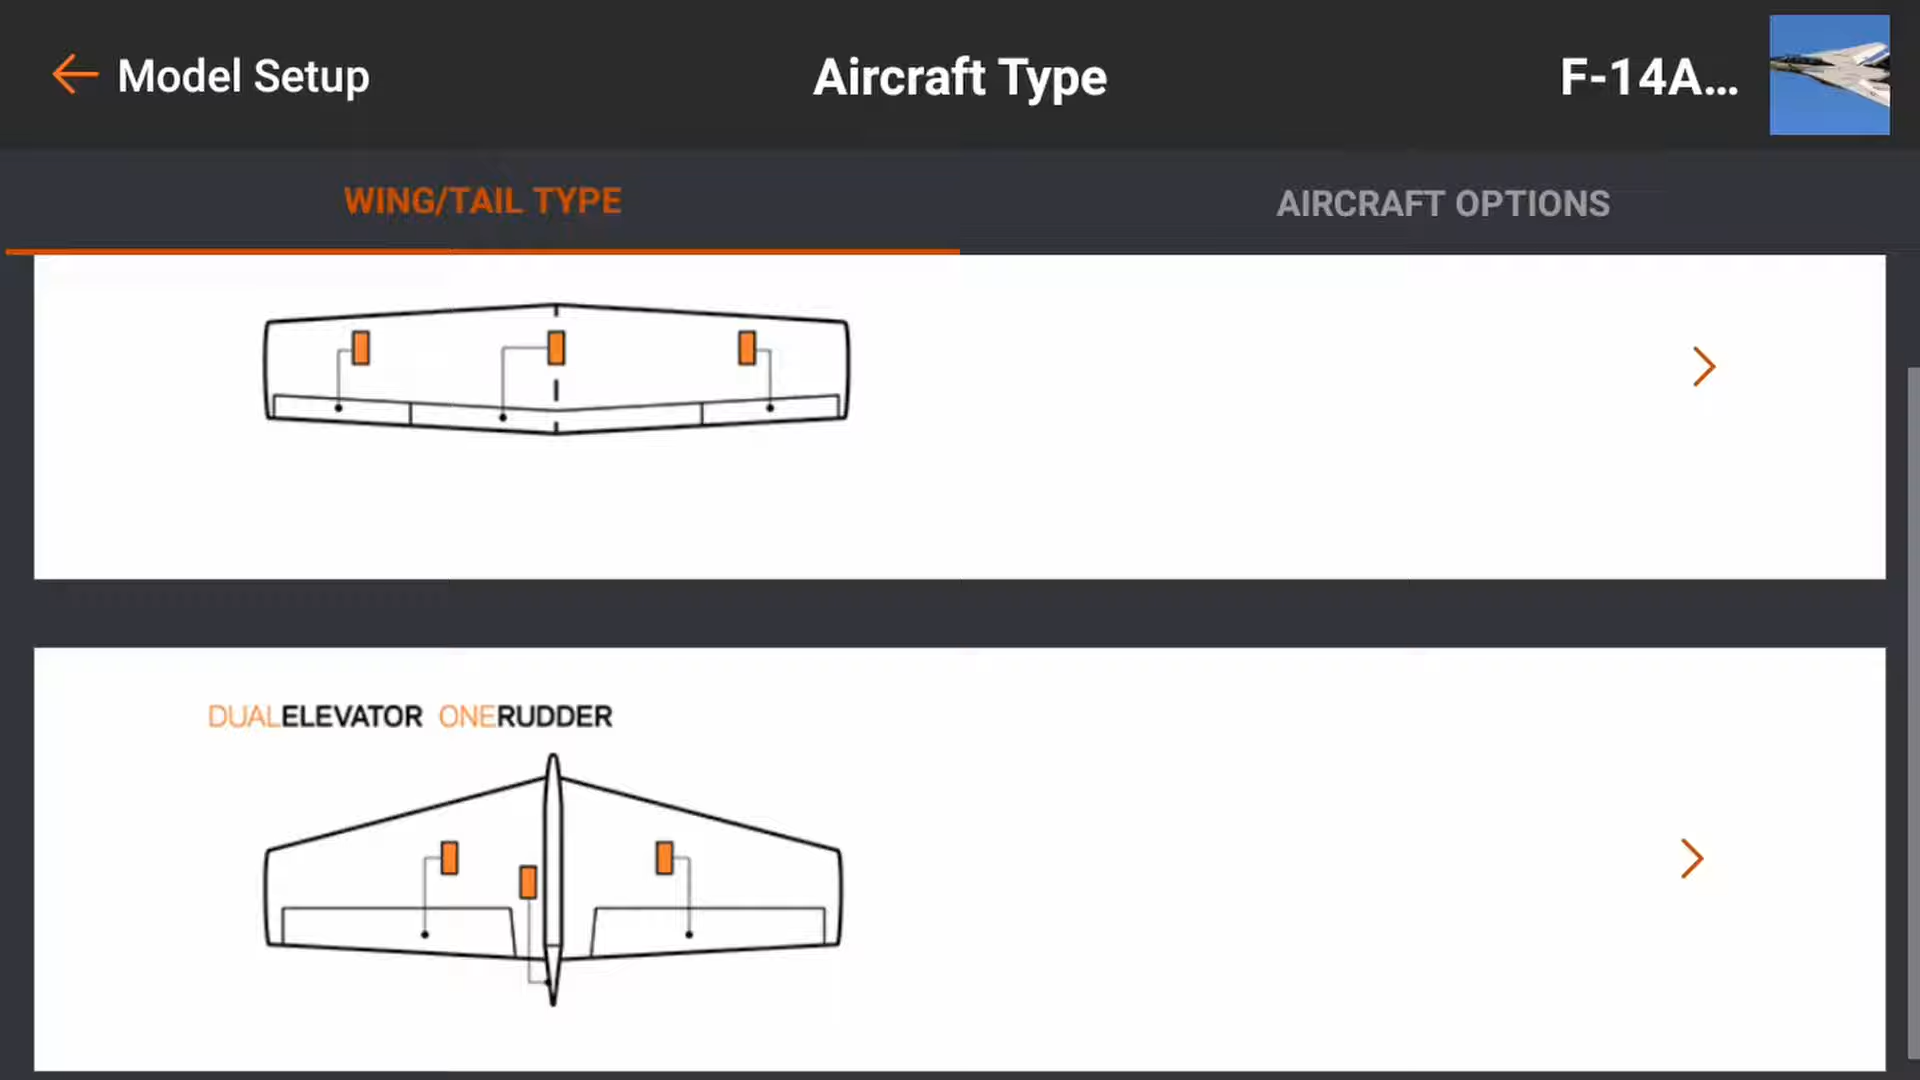 Model Setup
Aircraft Type
F-14A...
WING/TAIL TYPE
AIRCRAFT OPTIONS
DUALELEVATOR ONERUDDER